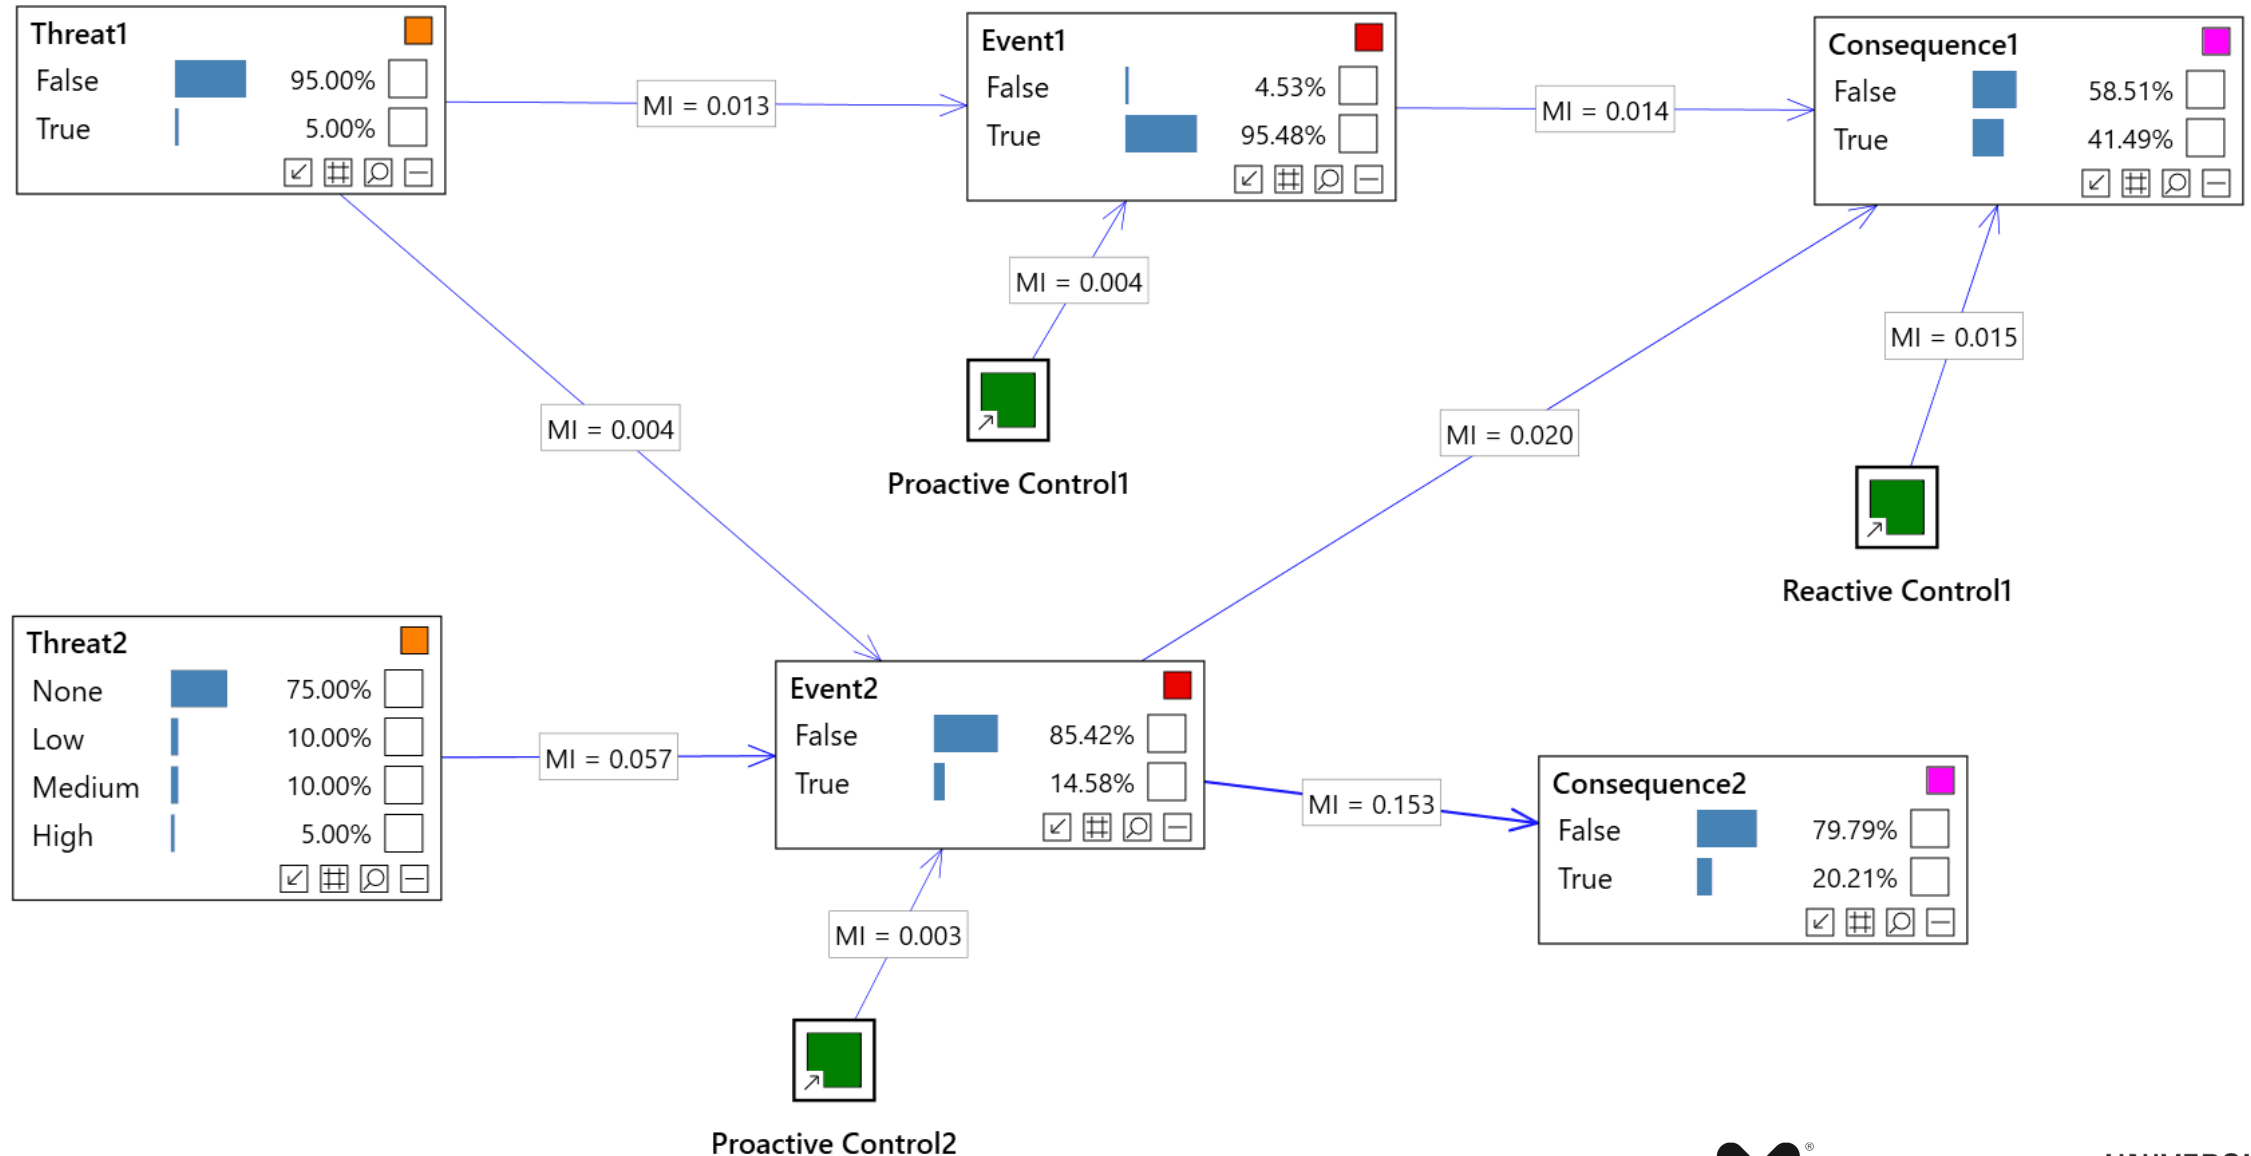 Threat1
False 95.00%
True 5.00%
MI = 0.013
Event1
False 4.53%
True 95.48%
MI = 0.014
Consequence1
False 58.51%
True 41.49%
MI = 0.004
MI = 0.015
MI = 0.004
MI = 0.020
Proactive Control1
Reactive Control1
Threat2
None 75.00%
Low 10.00%
Medium 10.00%
High 5.00%
MI = 0.057
Event2
False 85.42%
True 14.58%
MI = 0.153
Consequence2
False 79.79%
True 20.21%
MI = 0.003
Proactive Control2
®